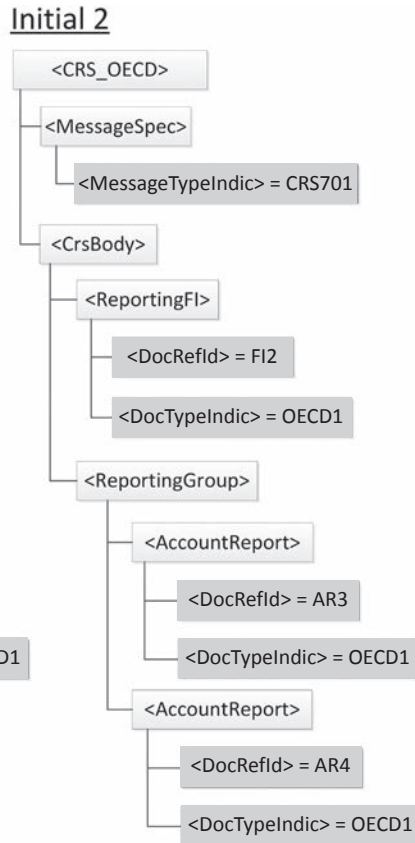 Initial 2
<CRS_OECD>
<MessageSpec>
<MessageTypeIndic> = CRS701
<CrsBody>
<ReportingFI>
<DocRefId> = FI2
<DocTypeIndic> = OECD1
<ReportingGroup>
<AccountReport>
<DocRefId> = AR3
D1
<DocTypeIndic> = OECD1
<AccountReport>
<DocRefId> = AR4
<DocTypeIndic> = OECD1